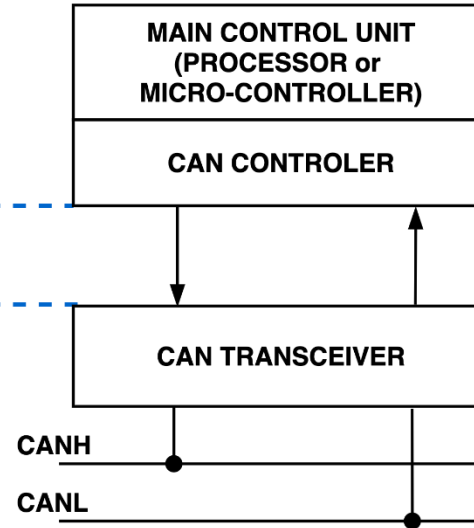 MAIN CONTROL UNIT
(PROCESSOR or
MICRO-CONTROLLER)
CAN CONTROLER
CAN TRANSCEIVER
CANH
CANL